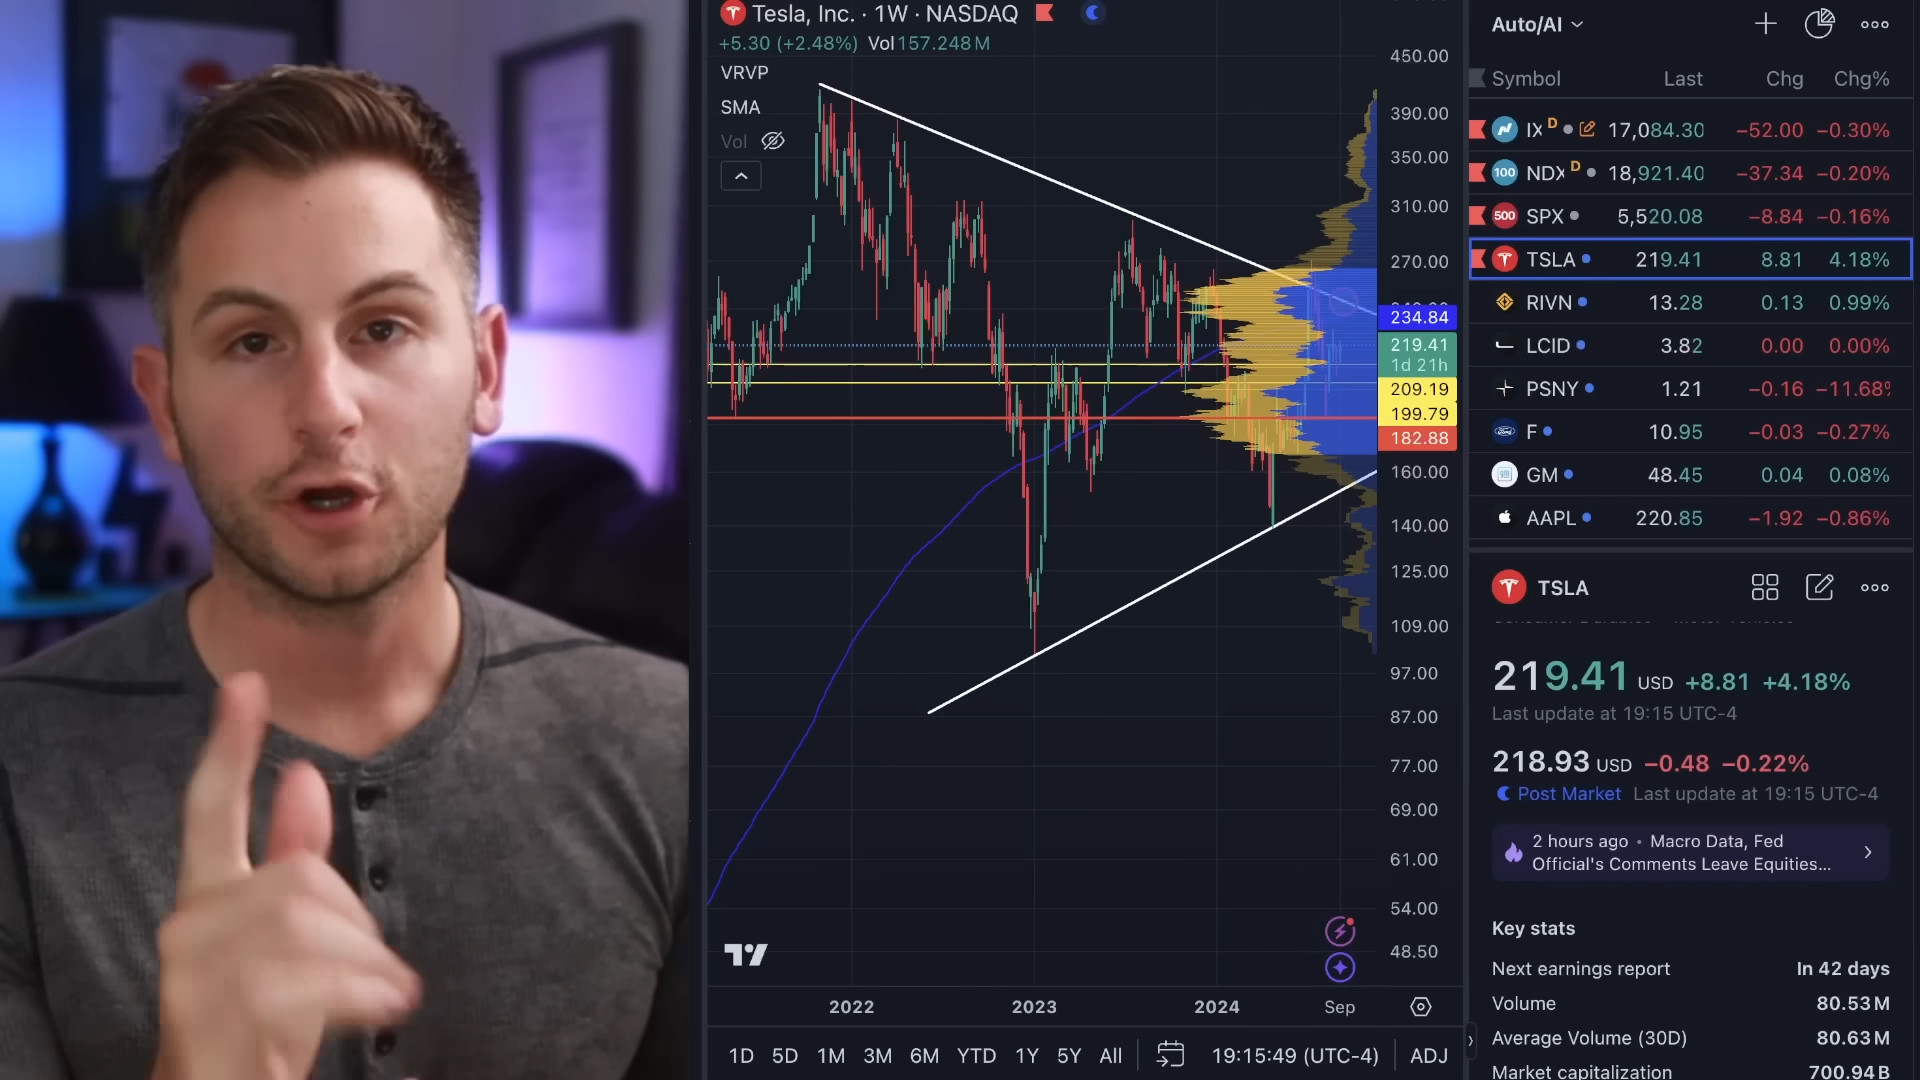 Tesla, Inc. · 1W · NASDAQ
+5.30 (+2.48%) Vol 157.248 M
VRVP
SMA
Vol
450.00
390.00
350.00
310.00
270.00
234.84
219.41
1d 21h
209.19
199.79
182.88
160.00
140.00
125.00
109.00
97.00
87.00
77.00
69.00
61.00
54.00
48.50
2022 2023 2024 Sep
1D 5D 1M 3M 6M YTD 1Y 5Y All 19:15:49 (UTC-4) ADJ
Auto/AI
Symbol Last Chg Chg%
IX D 17,084.30 −52.00 −0.30%
100 NDX D 18,921.40 −37.34 −0.20%
500 SPX 5,520.08 −8.84 −0.16%
TSLA 219.41 8.81 4.18%
RIVN 13.28 0.13 0.99%
LCID 3.82 0.00 0.00%
PSNY 1.21 −0.16 −11.68%
F 10.95 −0.03 −0.27%
GM 48.45 0.04 0.08%
AAPL 220.85 −1.92 −0.86%
TSLA
219.41 USD +8.81 +4.18%
Last update at 19:15 UTC-4
218.93 USD −0.48 −0.22%
Post Market Last update at 19:15 UTC-4
2 hours ago • Macro Data, Fed
Official's Comments Leave Equities...
Key stats
Next earnings report In 42 days
Volume 80.53 M
Average Volume (30D) 80.63 M
Market capitalization 700.94 B